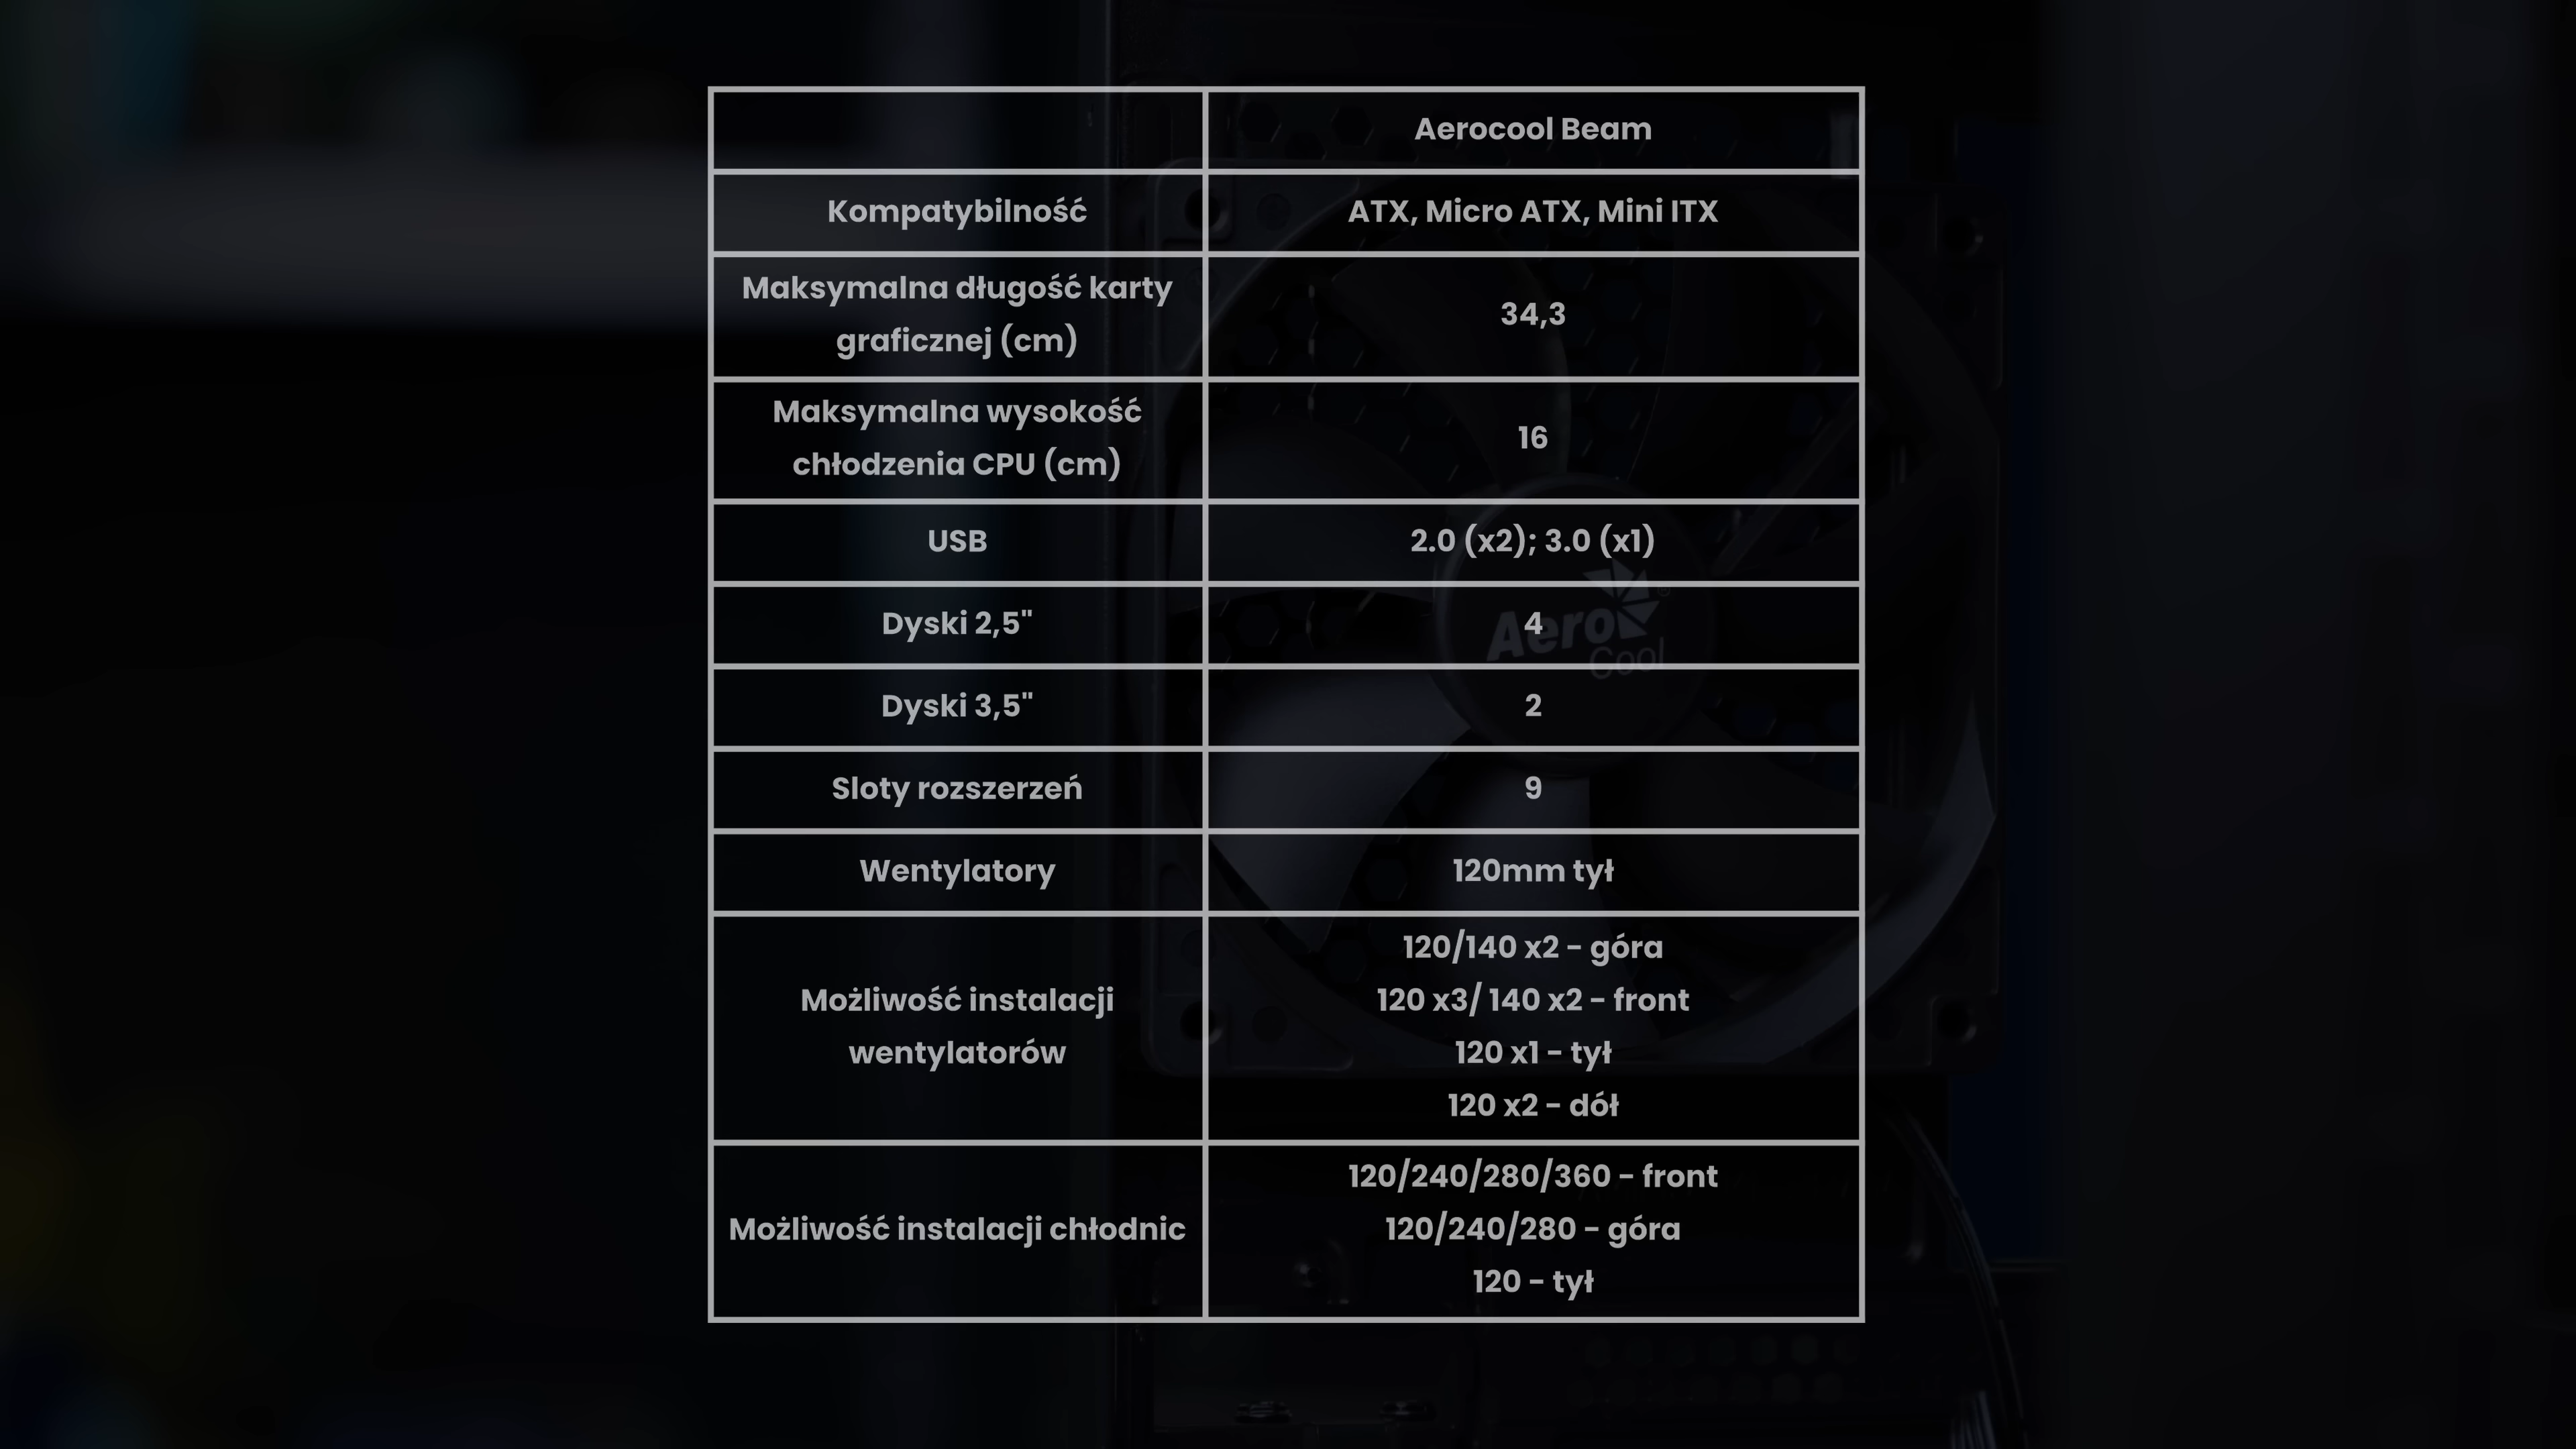 Aerocool Beam
Kompatybilność
ATX, Micro ATX, Mini ITX
Maksymalna długość karty
graficznej (cm)
34,3
Maksymalna wysokość
chłodzenia CPU (cm)
16
USB
2.0 (x2); 3.0 (x1)
Dyski 2,5"
4
Dyski 3,5"
2
Sloty rozszerzeń
9
Wentylatory
120mm tył
Możliwość instalacji
wentylatorów
120/140 x2 - góra
120 x3/ 140 x2 - front
120 x1 - tył
120 x2 - dół
Możliwość instalacji chłodnic
120/240/280/360 - front
120/240/280 - góra
120 - tył
Aero
Cool